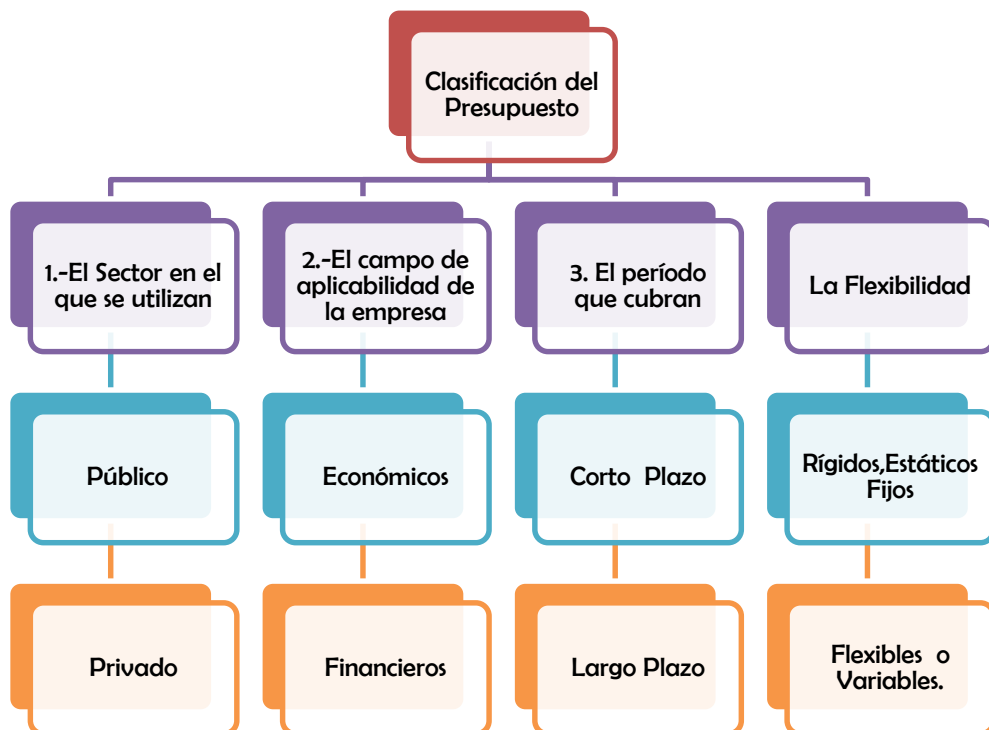 Clasificación del
Presupuesto
1.-El Sector en el
que se utilizan
2.-El campo de
aplicabilidad de
la empresa
3. El período
que cubran
La Flexibilidad
Público
Económicos
Corto Plazo
Rígidos,Estáticos
Fijos
Privado
Financieros
Largo Plazo
Flexibles o
Variables.